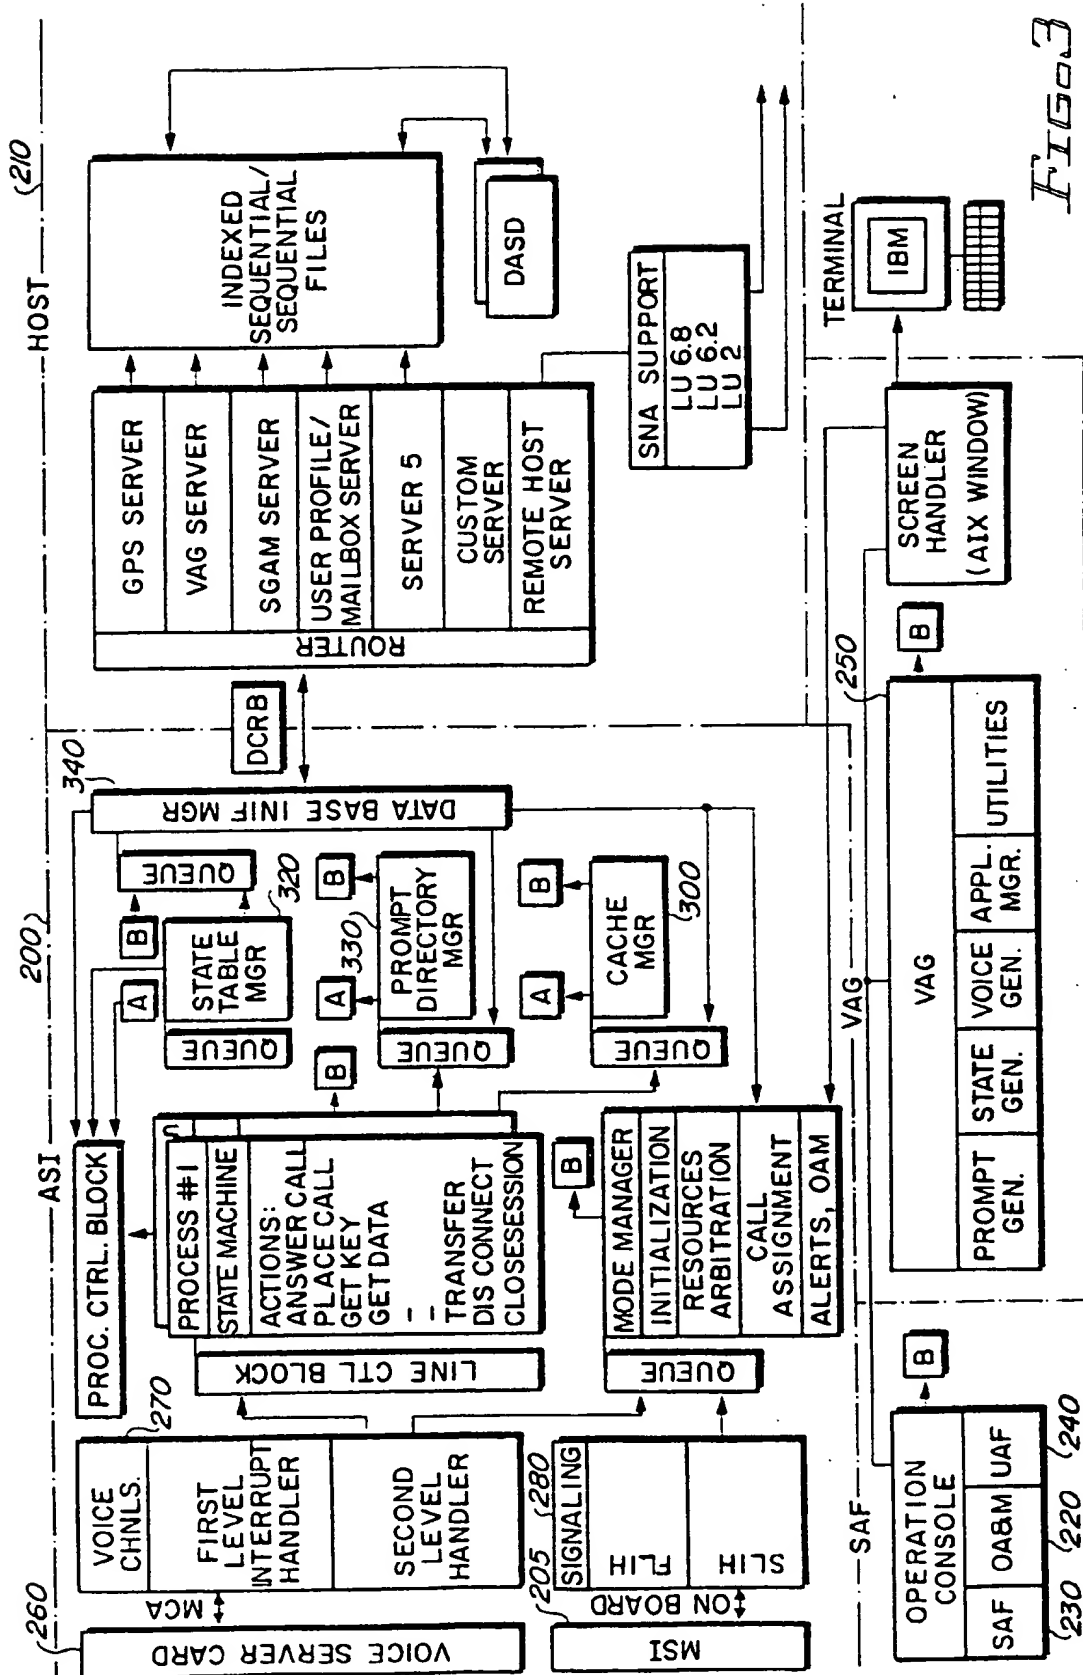 200
ASI
HOST
210
260
VOICE SERVER CARD
MCA
270
VOICE
CHNLS.
FIRST
LEVEL
INTERRUPT
HANDLER
SECOND
LEVEL
HANDLER
PROC. CTRL. BLOCK
LINE CTL BLOCK
n
PROCESS #1
STATE MACHINE
ACTIONS:
ANSWER CALL
PLACE CALL
GET KEY
GET DATA
-
-
TRANSFER
DIS CONNECT
CLOSESESSION
B
A
B
QUEUE
STATE
TABLE
MGR
320
QUEUE
340
DATA BASE INIF MGR
A
330
B
QUEUE
PROMPT
DIRECTORY
MGR
A
B
QUEUE
CACHE
MGR
300
DCRB
ROUTER
GPS SERVER
VAG SERVER
SGAM SERVER
USER PROFILE/
MAILBOX SERVER
SERVER 5
CUSTOM
SERVER
REMOTE HOST
SERVER
INDEXED
SEQUENTIAL/
SEQUENTIAL
FILES
DASD
SNA SUPPORT
LU 6.8
LU 6.2
LU 2
MSI
205
ON BOARD
280
SIGNALING
FLIH
SLIH
QUEUE
B
MODE MANAGER
INITIALIZATION
RESOURCES
ARBITRATION
CALL
ASSIGNMENT
ALERTS, OAM
SAF
VAG
OPERATION
CONSOLE
SAF
OA&M
UAF
230
220
240
B
VAG
250
PROMPT
GEN.
STATE
GEN.
VOICE
GEN.
APPL.
MGR.
UTILITIES
B
SCREEN
HANDLER
(AIX WINDOW)
TERMINAL
IBM
FIG.3